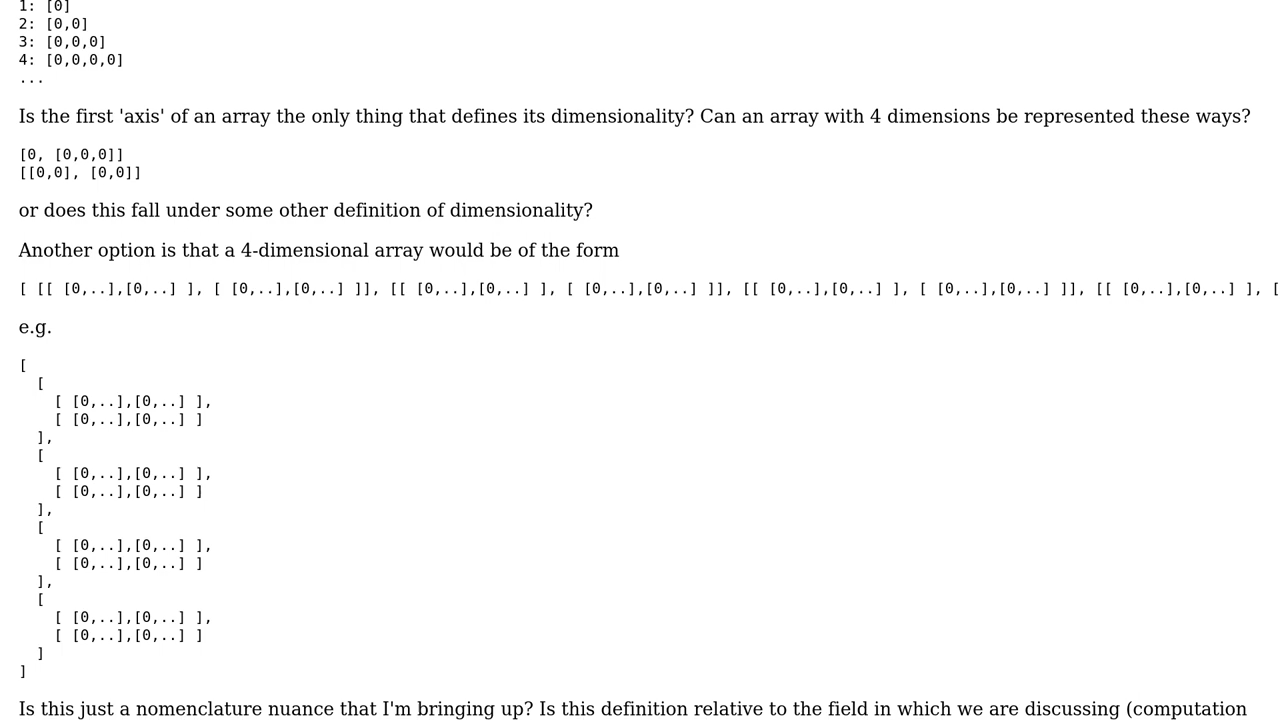 1: [0]
2: [0,0]
3: [0,0,0]
4: [0,0,0,0]
...
Is the first 'axis' of an array the only thing that defines its dimensionality? Can an array with 4 dimensions be represented these ways?
[0, [0,0,0]]
[[0,0], [0,0]]
or does this fall under some other definition of dimensionality?
Another option is that a 4-dimensional array would be of the form
[ [[ [0,..],[0,..] ], [ [0,..],[0,..] ]], [[ [0,..],[0,..] ], [ [0,..],[0,..] ]], [[ [0,..],[0,..] ], [ [0,..],[0,..] ]], [[ [0,..],[0,..] ], [
e.g.
[
  [
    [ [0,..],[0,..] ],
    [ [0,..],[0,..] ]
  ],
  [
    [ [0,..],[0,..] ],
    [ [0,..],[0,..] ]
  ],
  [
    [ [0,..],[0,..] ],
    [ [0,..],[0,..] ]
  ],
  [
    [ [0,..],[0,..] ],
    [ [0,..],[0,..] ]
  ]
]
Is this just a nomenclature nuance that I'm bringing up? Is this definition relative to the field in which we are discussing (computation